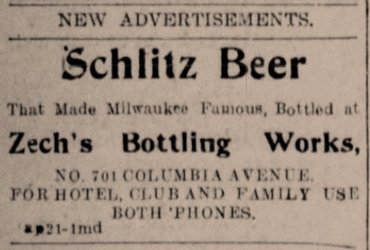 NEW ADVERTISEMENTS.
Schlitz Beer
That Made Milwaukee Famous, Bottled at
Zech's Bottling Works,
NO. 701 COLUMBIA AVENUE.
FOR HOTEL, CLUB AND FAMILY USE
BOTH 'PHONES.
ap21-1md